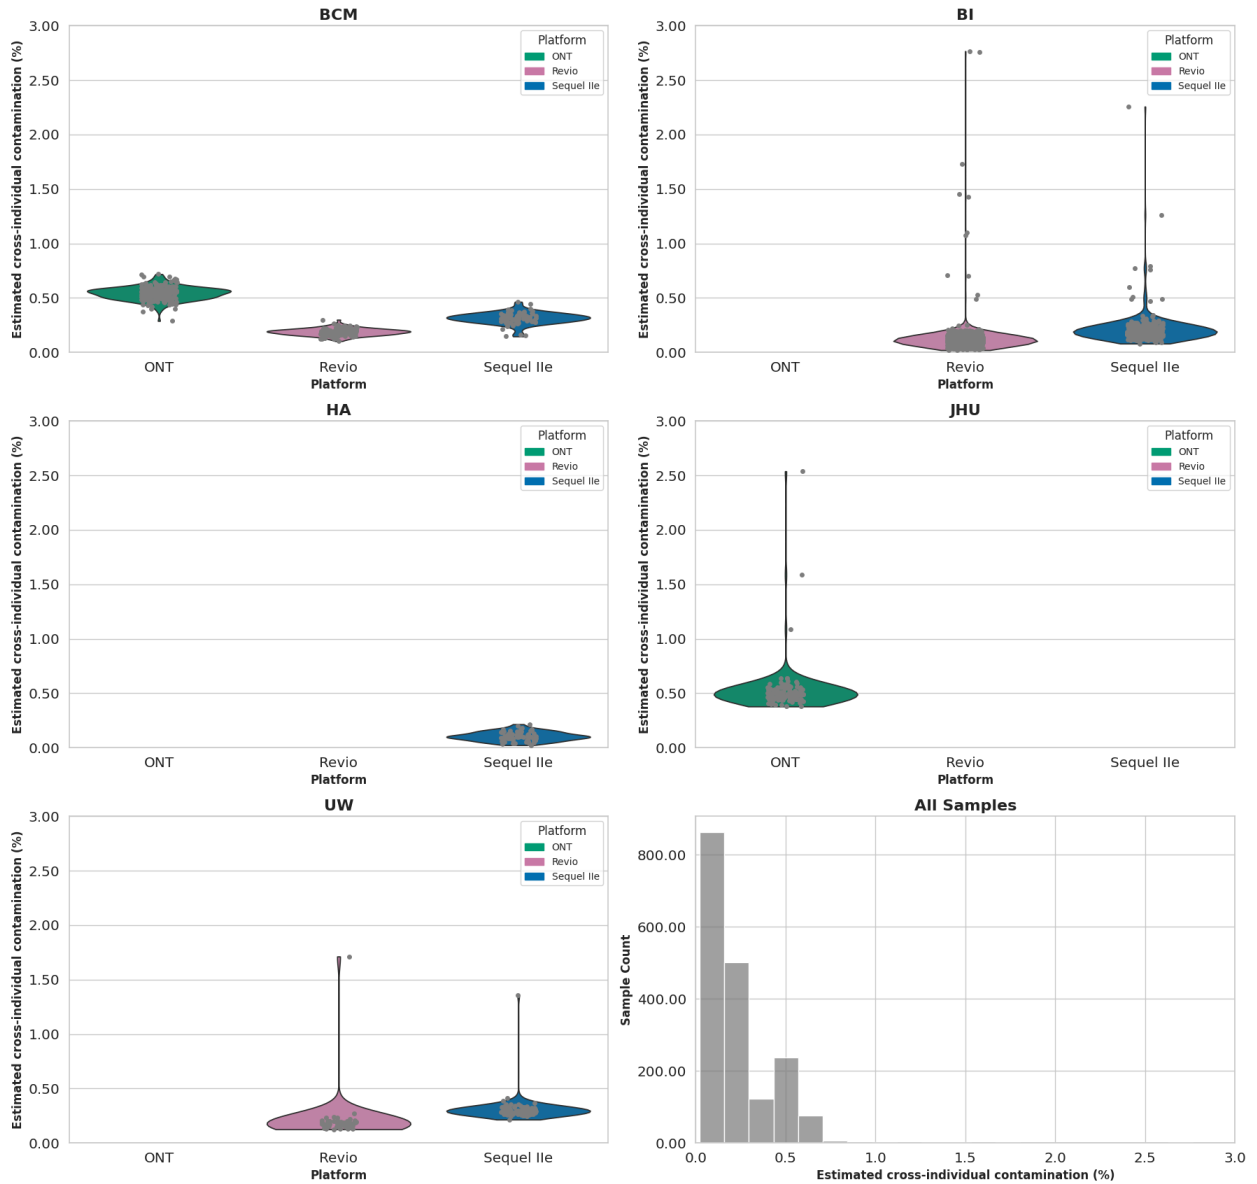 BCM
Estimated cross-individual contamination (%)
3.00
2.50
2.00
1.50
1.00
0.50
0.00
Platform
ONT
Revio
Sequel IIe
ONT
Revio
Sequel IIe
Platform
BI
Estimated cross-individual contamination (%)
3.00
2.50
2.00
1.50
1.00
0.50
0.00
Platform
ONT
Revio
Sequel IIe
ONT
Revio
Sequel IIe
Platform
HA
Estimated cross-individual contamination (%)
3.00
2.50
2.00
1.50
1.00
0.50
0.00
Platform
ONT
Revio
Sequel IIe
ONT
Revio
Sequel IIe
Platform
JHU
Estimated cross-individual contamination (%)
3.00
2.50
2.00
1.50
1.00
0.50
0.00
Platform
ONT
Revio
Sequel IIe
ONT
Revio
Sequel IIe
Platform
UW
Estimated cross-individual contamination (%)
3.00
2.50
2.00
1.50
1.00
0.50
0.00
Platform
ONT
Revio
Sequel IIe
ONT
Revio
Sequel IIe
Platform
All Samples
Sample Count
800.00
600.00
400.00
200.00
0.00
0.0
0.5
1.0
1.5
2.0
2.5
3.0
Estimated cross-individual contamination (%)